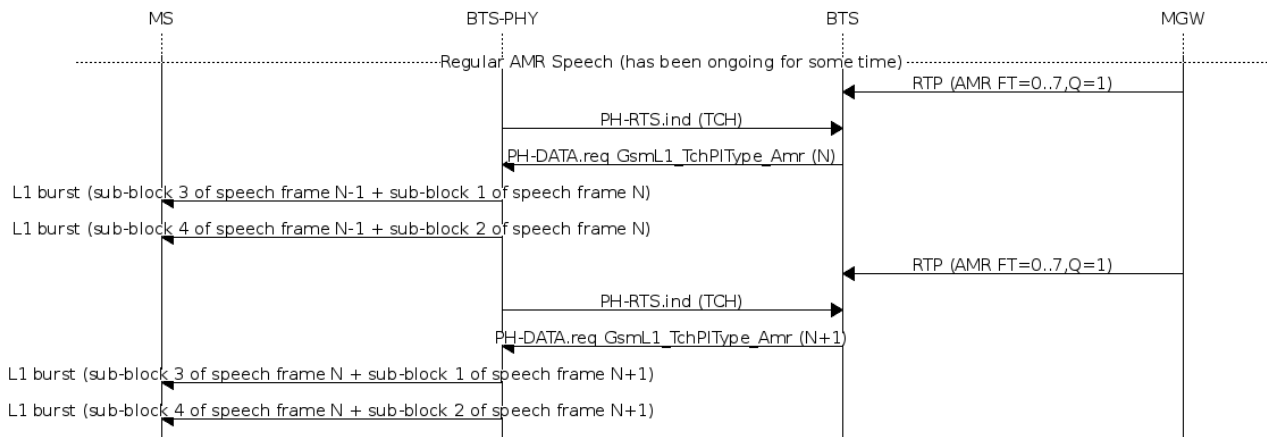 MS BTS-PHY BTS MGW
Regular AMR Speech (has been ongoing for some time)
RTP (AMR FT=0..7,Q=1)
PH-RTS.ind (TCH)
PH-DATA.req GsmL1_TchPlType_Amr (N)
L1 burst (sub-block 3 of speech frame N-1 + sub-block 1 of speech frame N)
L1 burst (sub-block 4 of speech frame N-1 + sub-block 2 of speech frame N)
RTP (AMR FT=0..7,Q=1)
PH-RTS.ind (TCH)
PH-DATA.req GsmL1_TchPlType_Amr (N+1)
L1 burst (sub-block 3 of speech frame N + sub-block 1 of speech frame N+1)
L1 burst (sub-block 4 of speech frame N + sub-block 2 of speech frame N+1)